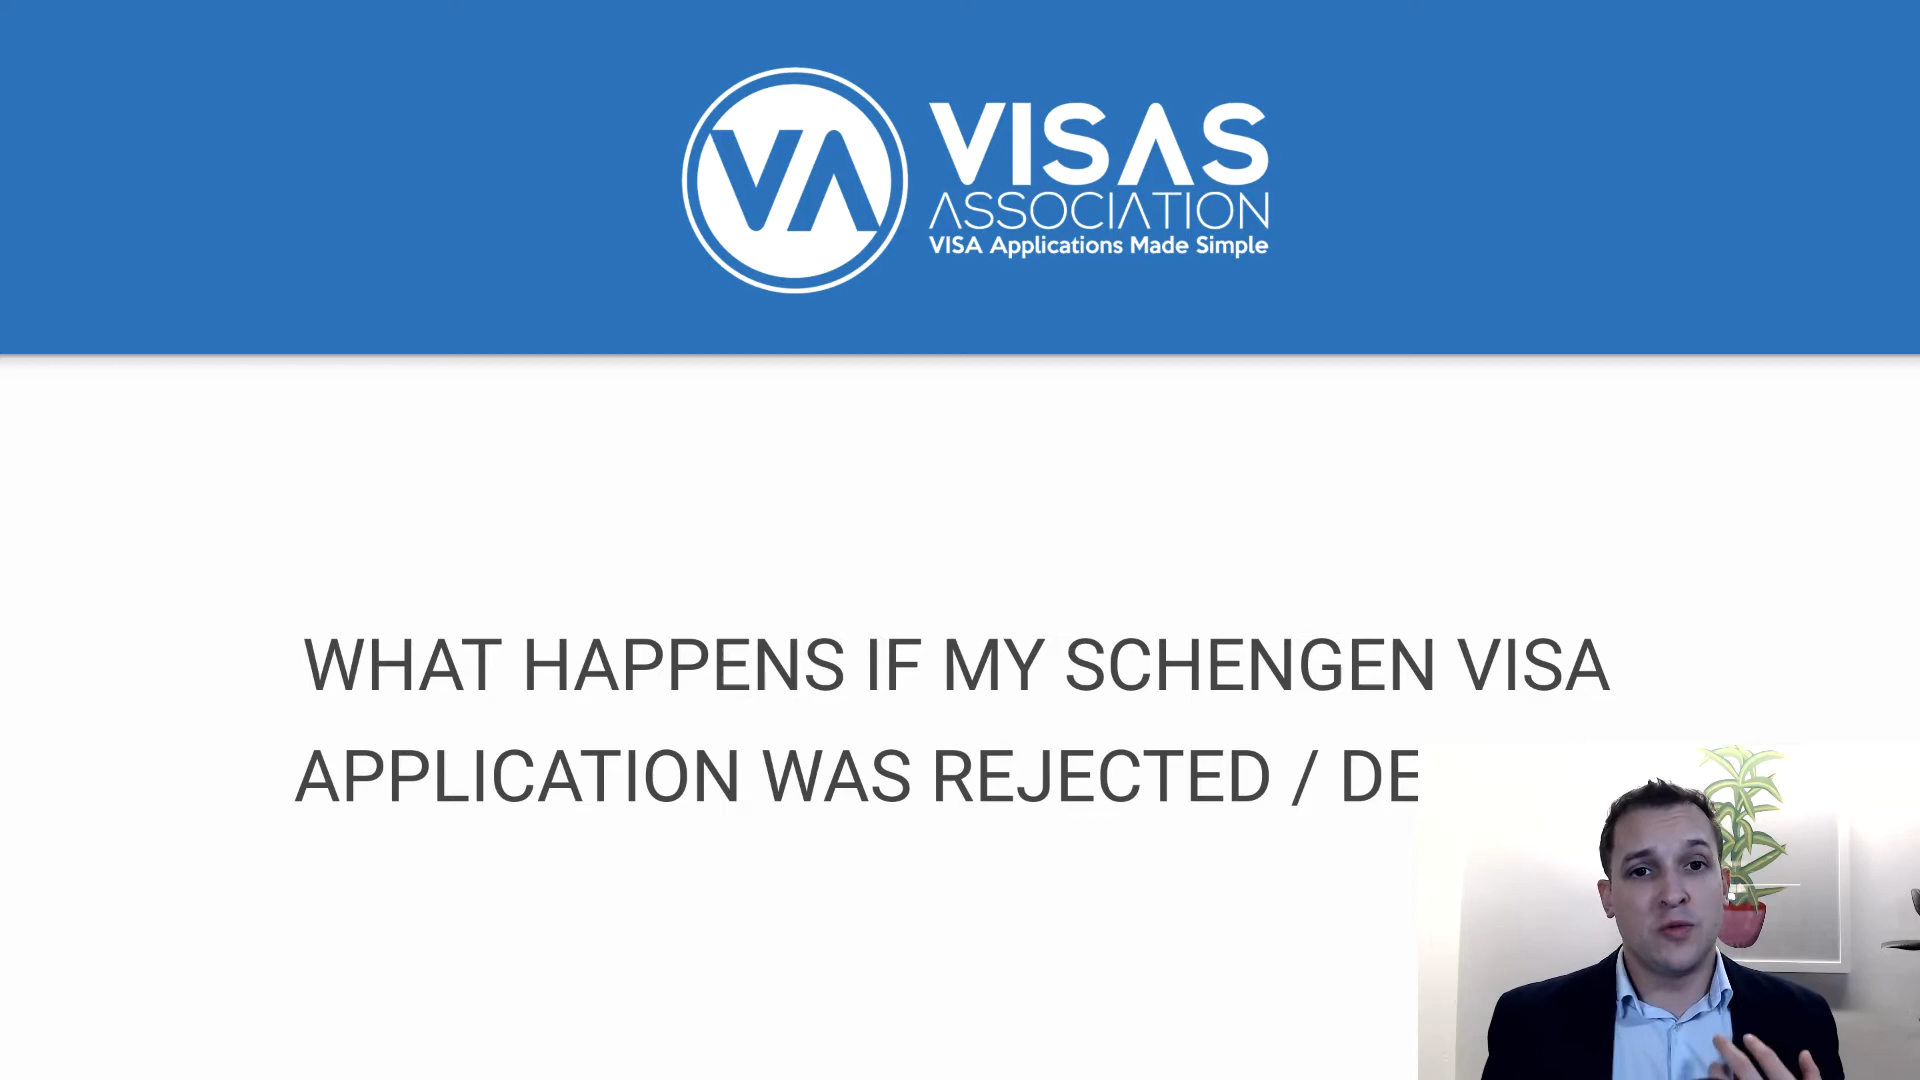 VA
VISAS
ASSOCIATION
VISA Applications Made Simple
WHAT HAPPENS IF MY SCHENGEN VISA
APPLICATION WAS REJECTED / DE